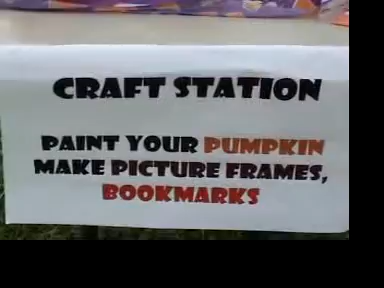 CRAFT STATION
PAINT YOUR PUMPKIN
MAKE PICTURE FRAMES,
BOOKMARKS